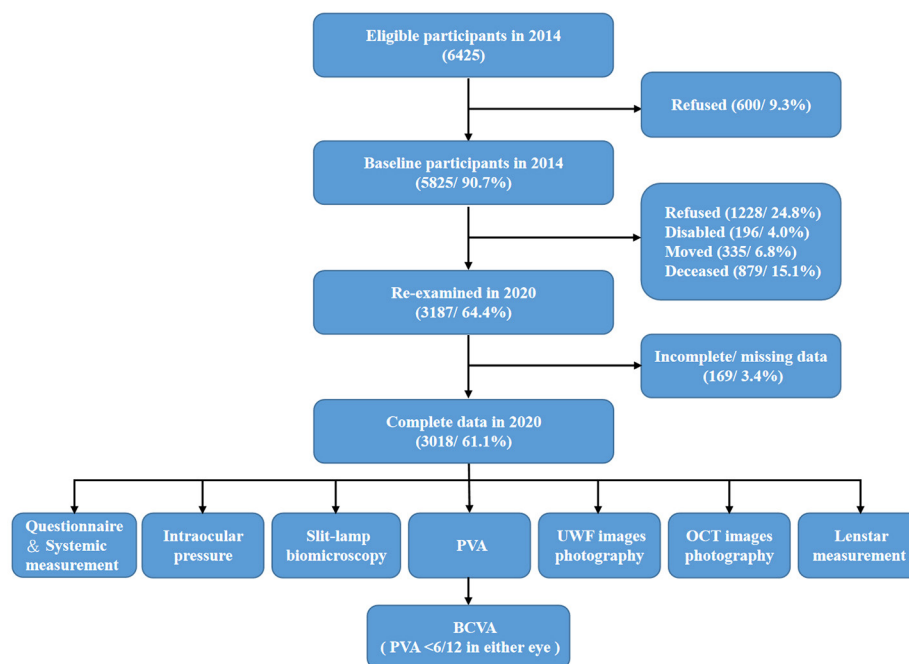 Eligible participants in 2014
(6425)
Refused (600/ 9.3%)
Baseline participants in 2014
(5825/ 90.7%)
Refused (1228/ 24.8%)
Disabled (196/ 4.0%)
Moved (335/ 6.8%)
Deceased (879/ 15.1%)
Re-examined in 2020
(3187/ 64.4%)
Incomplete/ missing data
(169/ 3.4%)
Complete data in 2020
(3018/ 61.1%)
Questionnaire
& Systemic
measurement
Intraocular
pressure
Slit-lamp
biomicroscopy
PVA
UWF images
photography
OCT images
photography
Lenstar
measurement
BCVA
( PVA <6/12 in either eye )